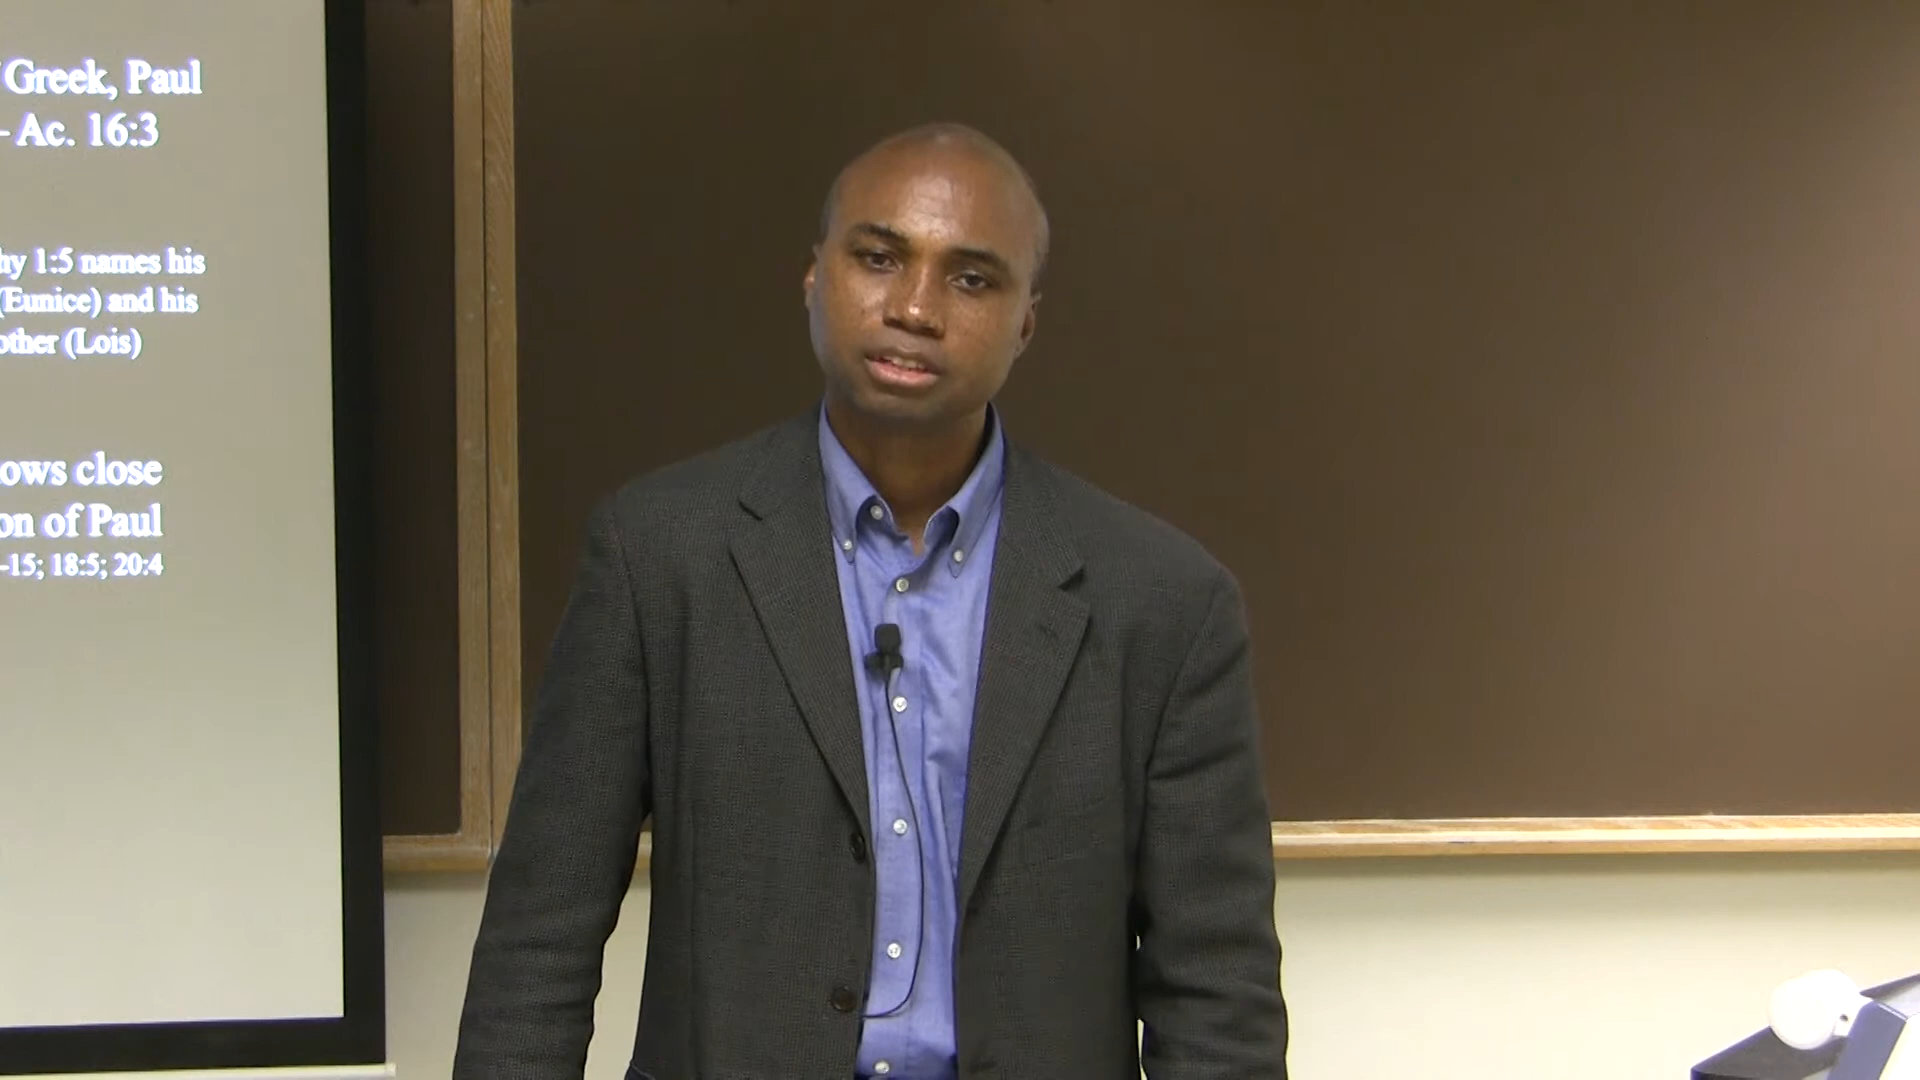 Greek, Paul
- Ac. 16:3
hy 1:5 names his
(Eunice) and his
other (Lois)
ows close
on of Paul
-15; 18:5; 20:4